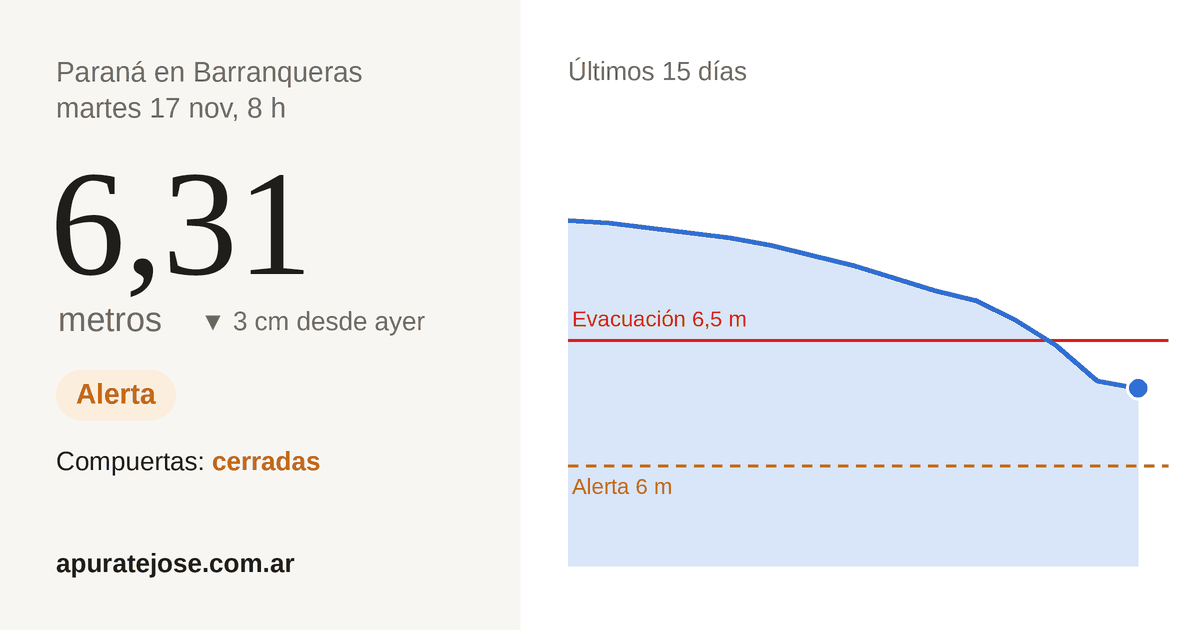 Paraná en Barranqueras
martes 17 nov, 8 h
6,31
metros ▼ 3 cm desde ayer
Alerta
Compuertas: cerradas
apuratejose.com.ar
Últimos 15 días
Evacuación 6,5 m
Alerta 6 m